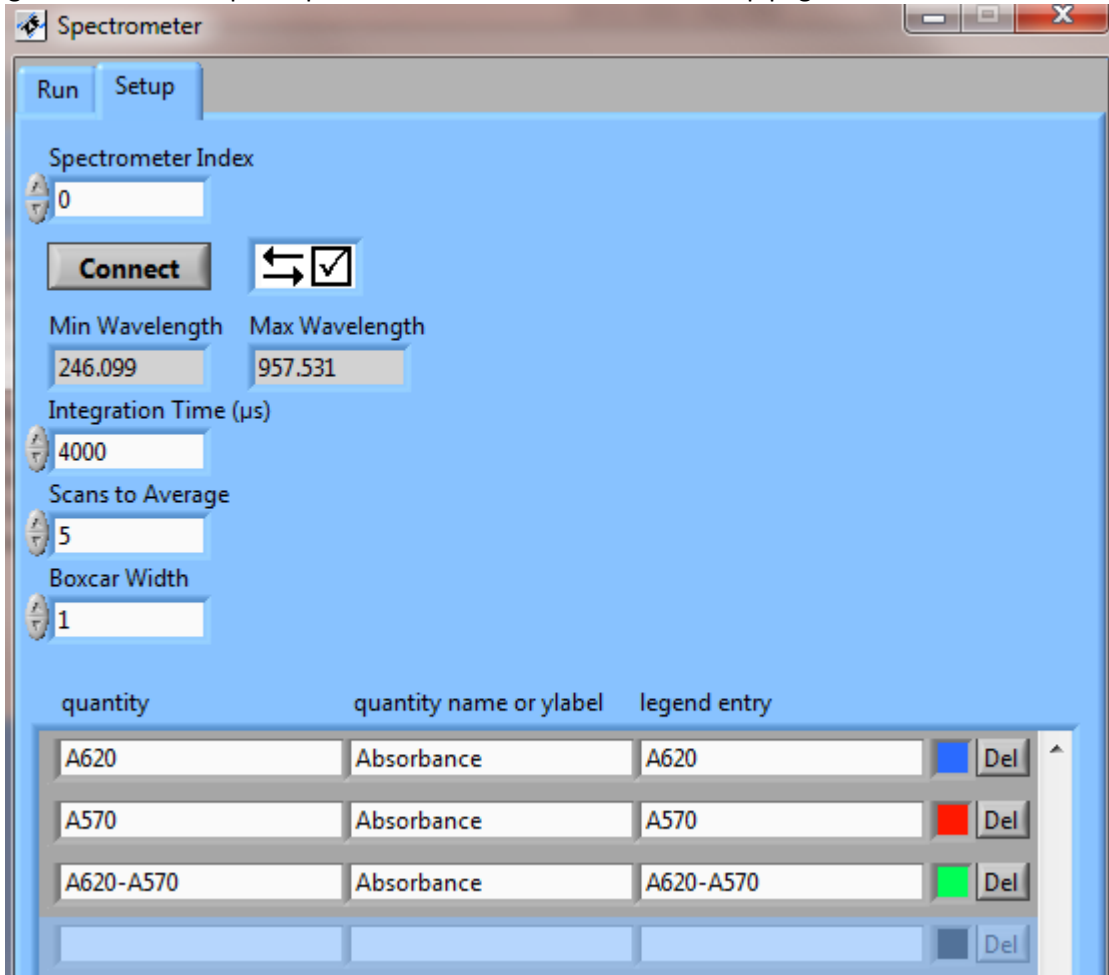 Spectrometer
Run Setup
Spectrometer Index
0
Connect
Min Wavelength Max Wavelength
246.099 957.531
Integration Time (µs)
4000
Scans to Average
5
Boxcar Width
1
quantity quantity name or ylabel legend entry
A620 Absorbance A620 Del
A570 Absorbance A570 Del
A620-A570 Absorbance A620-A570 Del
Del